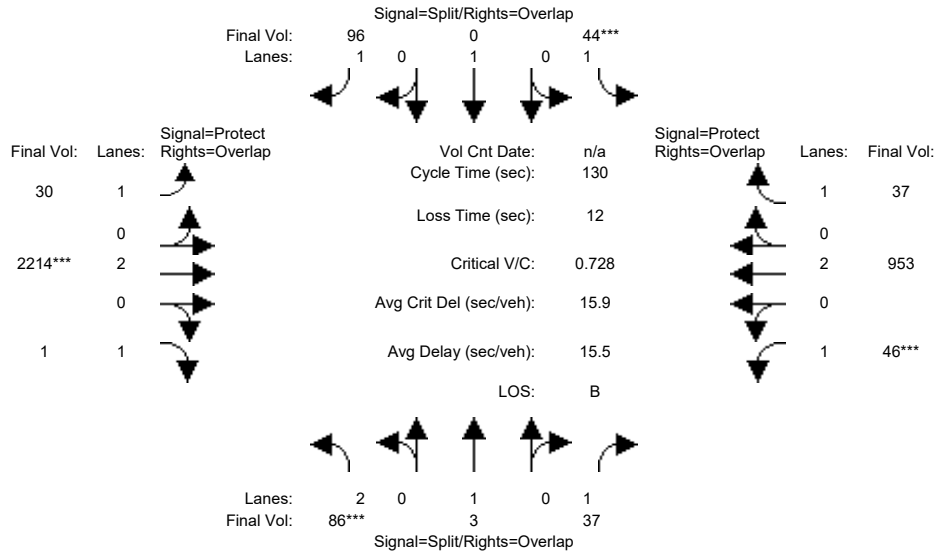 Signal=Split/Rights=Overlap
Final Vol: 96 0 44***
Lanes: 1 0 1 0 1
Signal=Protect
Final Vol: Lanes: Rights=Overlap
Vol Cnt Date: n/a
Signal=Protect
Rights=Overlap Lanes: Final Vol:
Cycle Time (sec): 130
30 1
1 37
Loss Time (sec): 12
0
0
2214*** 2
Critical V/C: 0.728
2 953
0
Avg Crit Del (sec/veh): 15.9
0
1 1
Avg Delay (sec/veh): 15.5
1 46***
LOS: B
Lanes: 2 0 1 0 1
Final Vol: 86*** 3 37
Signal=Split/Rights=Overlap